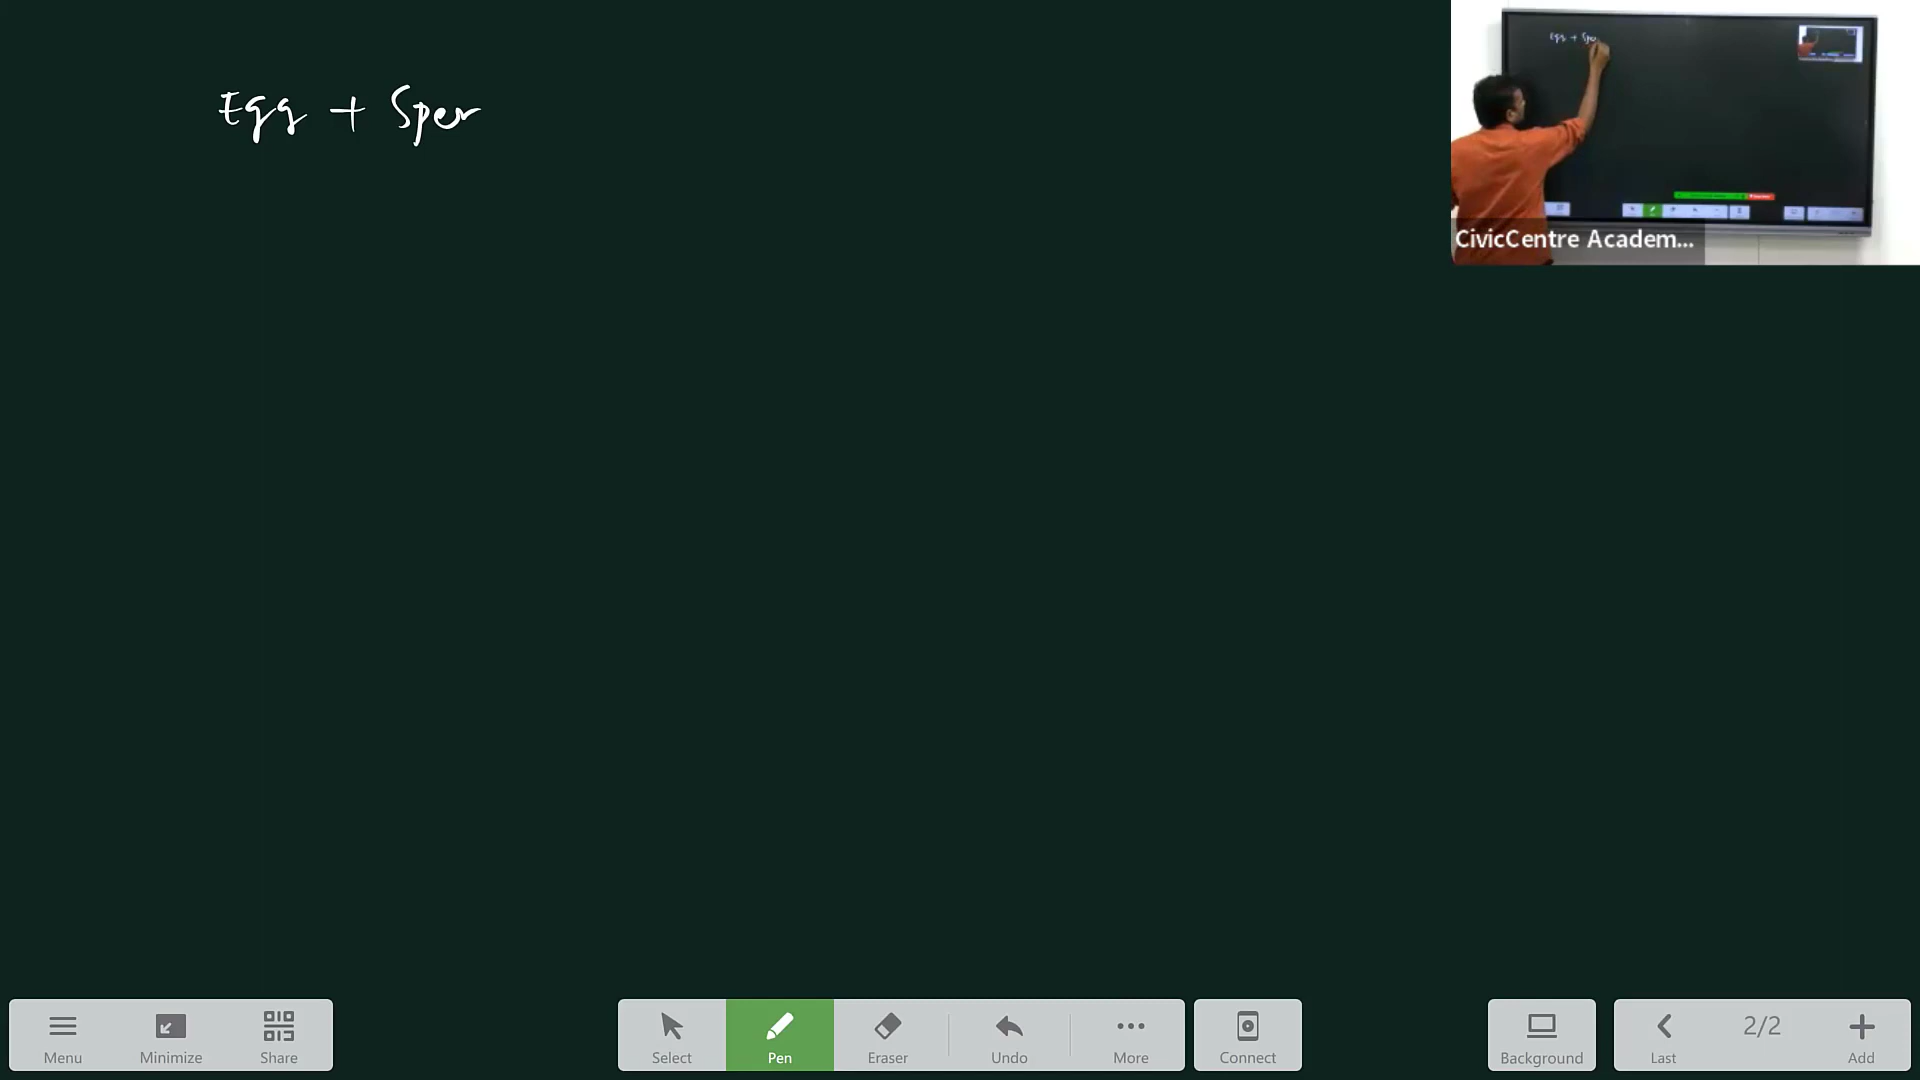 Egg + Sper
CivicCentre Academ...
Menu
Minimize
Share
Select
Pen
Eraser
Undo
More
Connect
Background
Last
2/2
Add